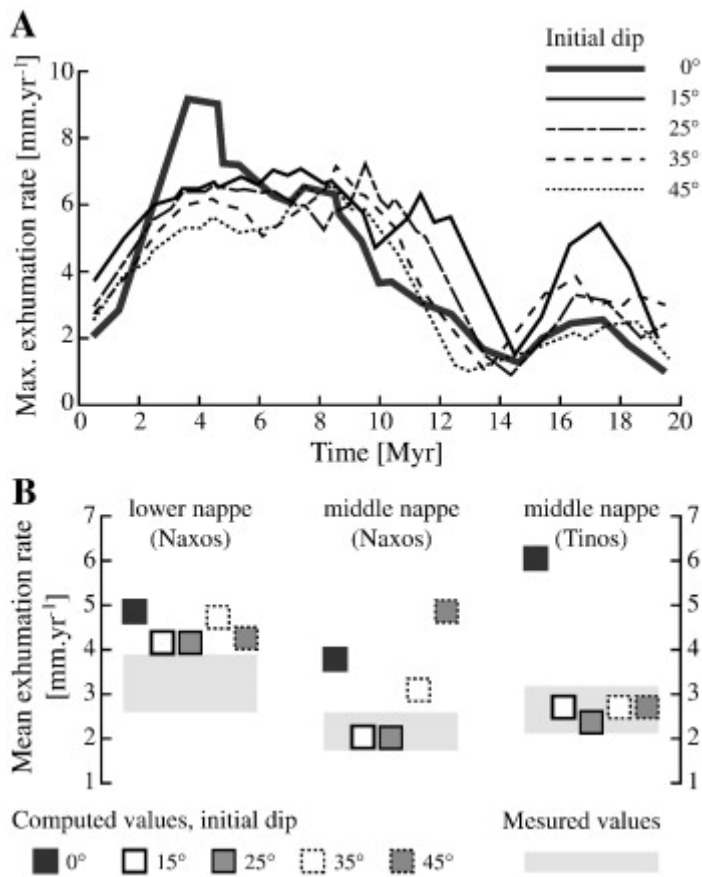 A
Initial dip
0°
15°
25°
35°
45°
Max. exhumation rate [mm.yr-1]
10
8
6
4
2
0
0 2 4 6 8 10 12 14 16 18 20
Time [Myr]
B
Mean exhumation rate
[mm.yr-1]
7 7
6 6
5 5
4 4
3 3
2 2
1 1
lower nappe middle nappe middle nappe
(Naxos) (Naxos) (Tinos)
Computed values, initial dip Mesured values
0° 15° 25° 35° 45°